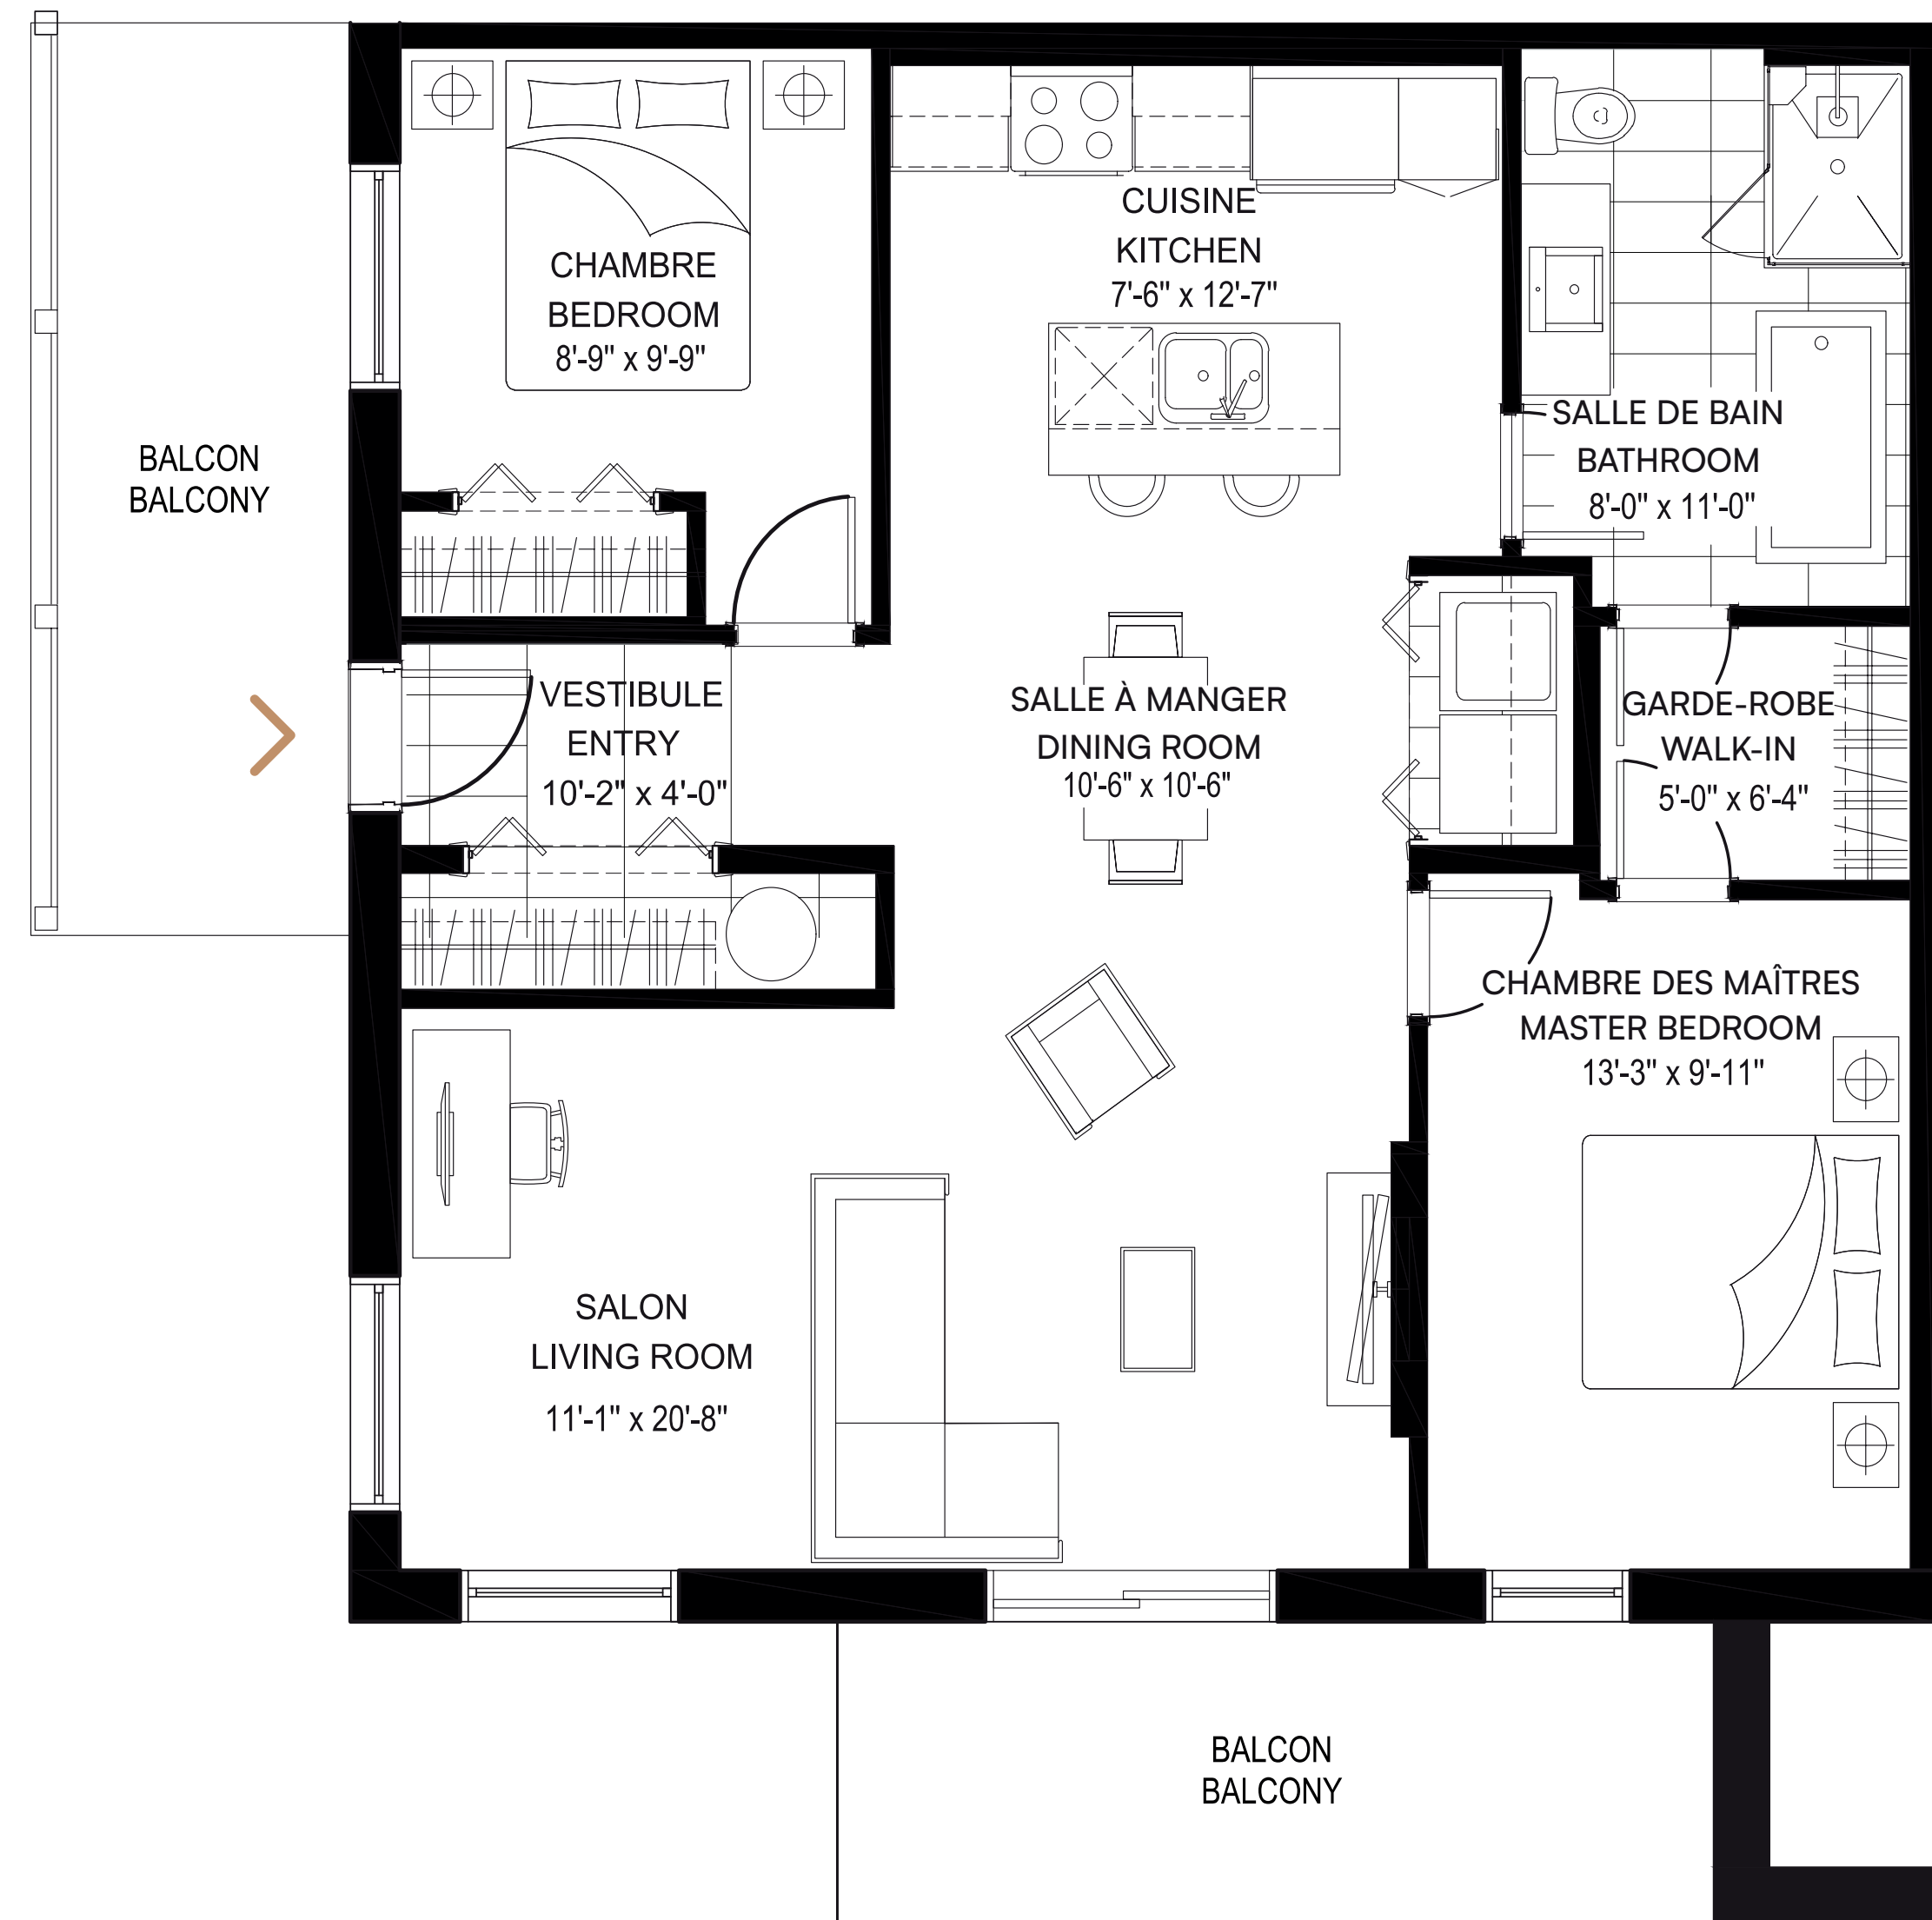 BALCON
BALCONY
CHAMBRE
BEDROOM
8'-9" x 9'-9"
CUISINE
KITCHEN
7'-6" x 12'-7"
SALLE DE BAIN
BATHROOM
8'-0" x 11'-0"
VESTIBULE
ENTRY
10'-2" x 4'-0"
SALLE À MANGER
DINING ROOM
10'-6" x 10'-6"
GARDE-ROBE
WALK-IN
5'-0" x 6'-4"
CHAMBRE DES MAÎTRES
MASTER BEDROOM
13'-3" x 9'-11"
SALON
LIVING ROOM
11'-1" x 20'-8"
BALCON
BALCONY